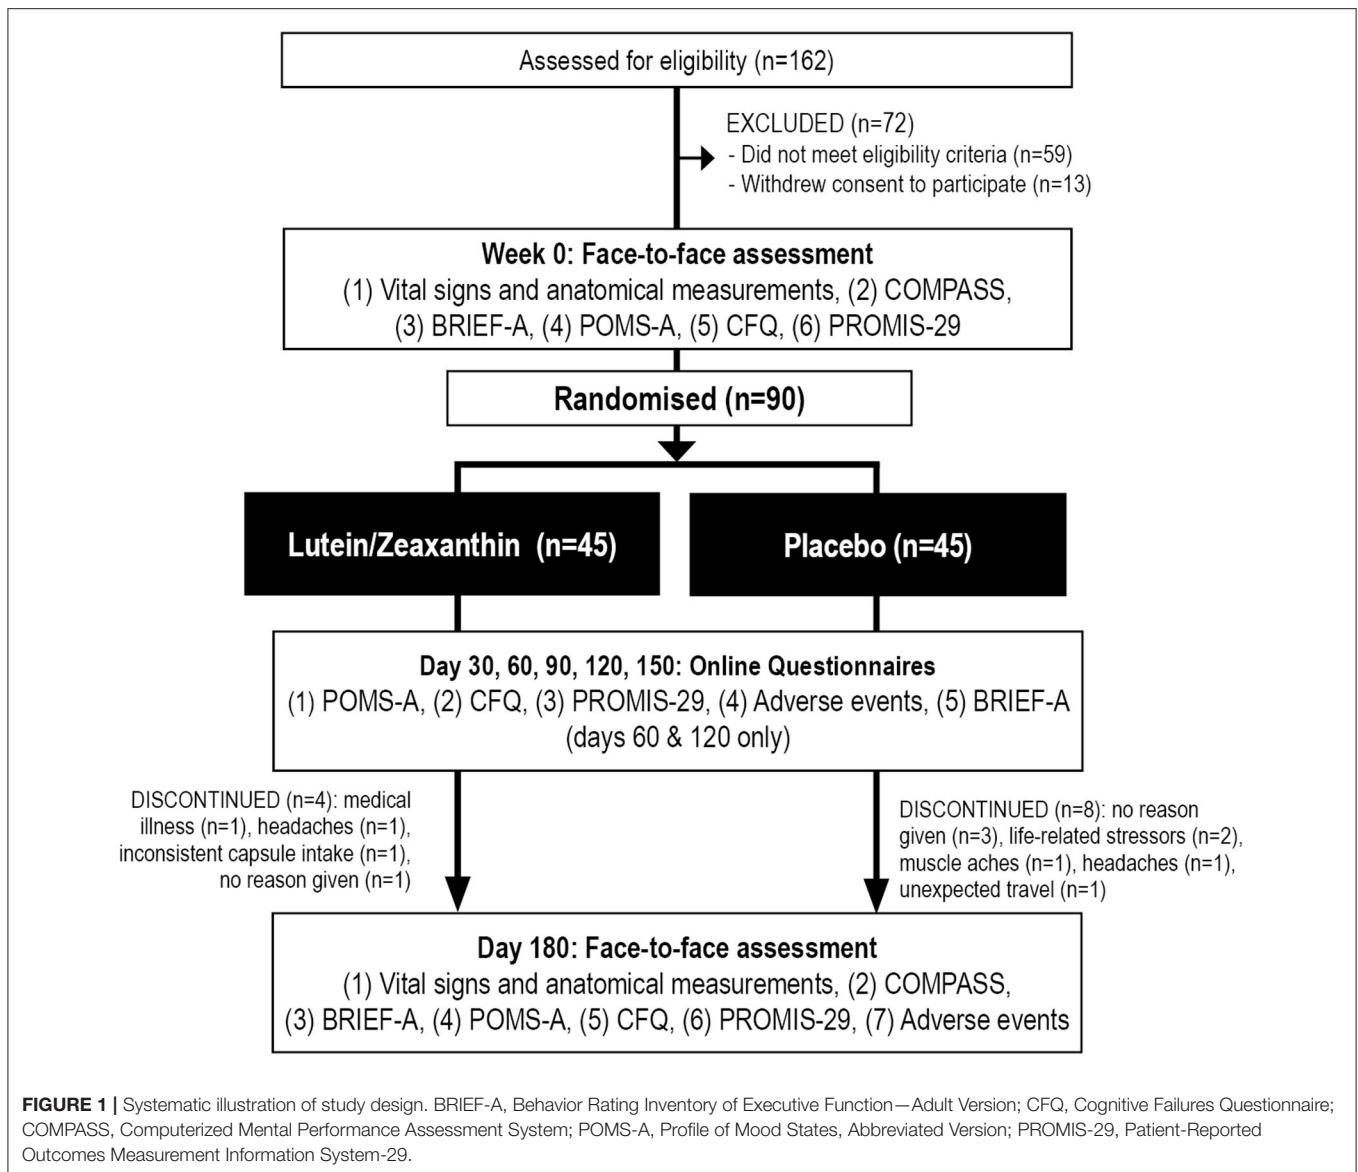 Assessed for eligibility (n=162)
EXCLUDED (n=72)
- Did not meet eligibility criteria (n=59)
- Withdrew consent to participate (n=13)
Week 0: Face-to-face assessment
(1) Vital signs and anatomical measurements, (2) COMPASS,
(3) BRIEF-A, (4) POMS-A, (5) CFQ, (6) PROMIS-29
Randomised (n=90)
Lutein/Zeaxanthin (n=45)
Placebo (n=45)
Day 30, 60, 90, 120, 150: Online Questionnaires
(1) POMS-A, (2) CFQ, (3) PROMIS-29, (4) Adverse events, (5) BRIEF-A
(days 60 & 120 only)
DISCONTINUED (n=4): medical
illness (n=1), headaches (n=1),
inconsistent capsule intake (n=1),
no reason given (n=1)
DISCONTINUED (n=8): no reason
given (n=3), life-related stressors (n=2),
muscle aches (n=1), headaches (n=1),
unexpected travel (n=1)
Day 180: Face-to-face assessment
(1) Vital signs and anatomical measurements, (2) COMPASS,
(3) BRIEF-A, (4) POMS-A, (5) CFQ, (6) PROMIS-29, (7) Adverse events
FIGURE 1 | Systematic illustration of study design. BRIEF-A, Behavior Rating Inventory of Executive Function—Adult Version; CFQ, Cognitive Failures Questionnaire;
COMPASS, Computerized Mental Performance Assessment System; POMS-A, Profile of Mood States, Abbreviated Version; PROMIS-29, Patient-Reported
Outcomes Measurement Information System-29.